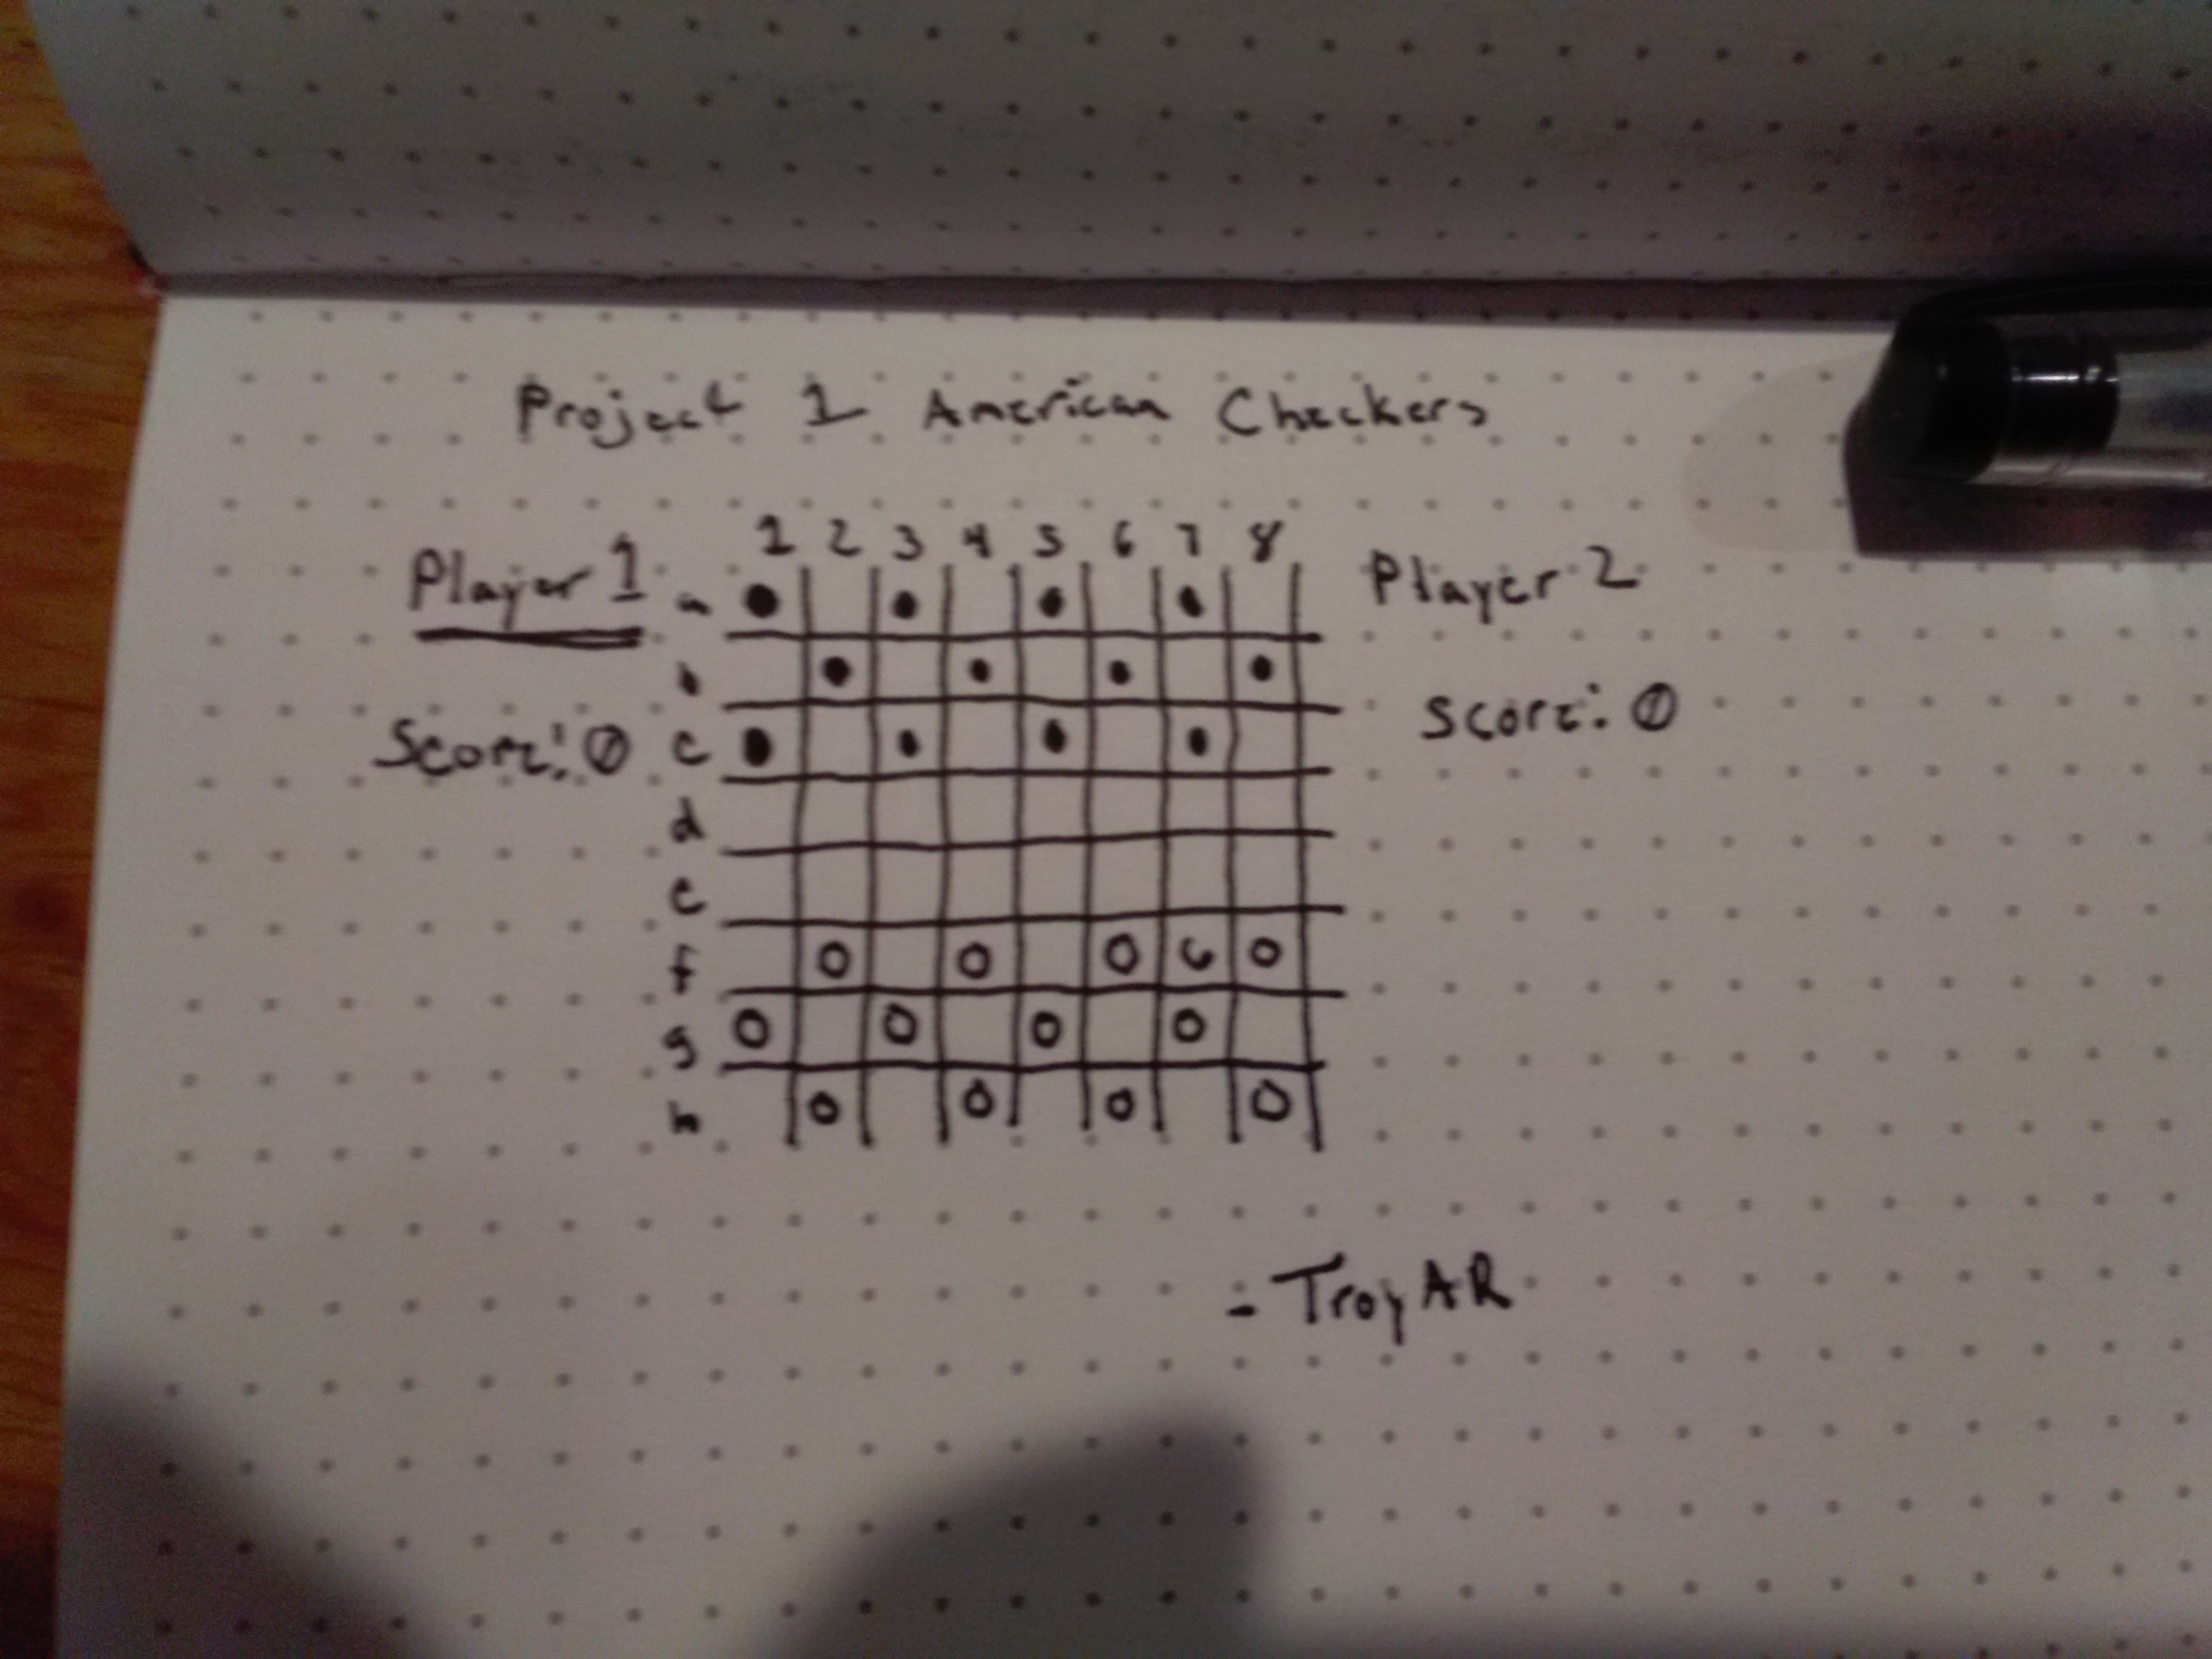 Project 1 American Checkers
1 2 3 4 5 6 7 8
Player 1 a Player 2
b
Score: 0 c Score: 0
d
e
f
g
h
- TroyAR